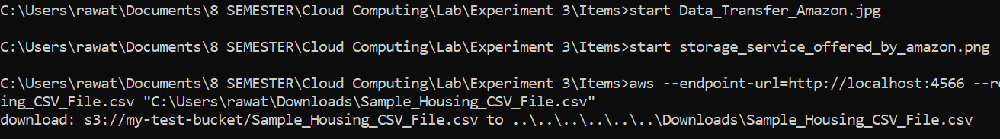 C:\Users\rawat\Documents\8 SEMESTER\Cloud Computing\Lab\Experiment 3\Items>start Data_Transfer_Amazon.jpg
C:\Users\rawat\Documents\8 SEMESTER\Cloud Computing\Lab\Experiment 3\Items>start storage_service_offered_by_amazon.png
C:\Users\rawat\Documents\8 SEMESTER\Cloud Computing\Lab\Experiment 3\Items>aws --endpoint-url=http://localhost:4566
ing_CSV_File.csv "C:\Users\rawat\Downloads\Sample_Housing_CSV_File.csv"
download: s3://my-test-bucket/Sample_Housing_CSV_File.csv to ..\..\..\..\..\..\Downloads\Sample_Housing_CSV_File.csv